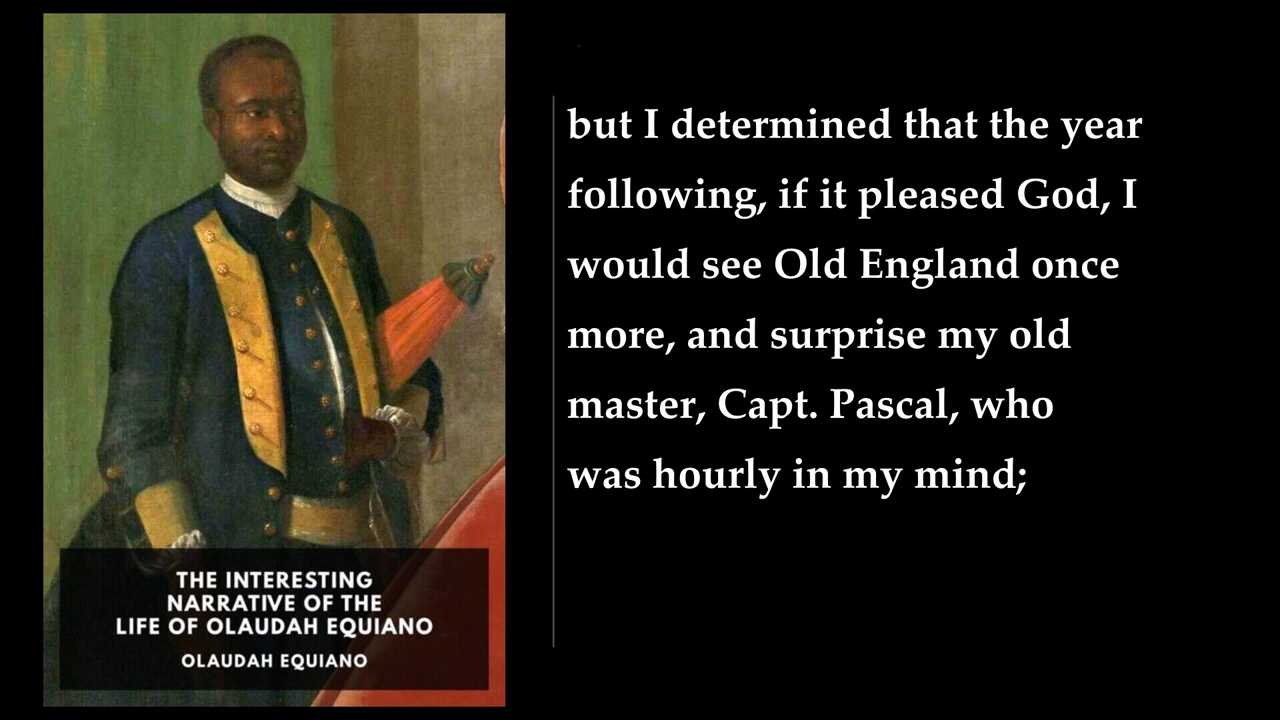 but I determined that the year
following, if it pleased God, I
would see Old England once
more, and surprise my old
master, Capt. Pascal, who
was hourly in my mind;
THE INTERESTING
NARRATIVE OF THE
LIFE OF OLAUDAH EQUIANO
OLAUDAH EQUIANO